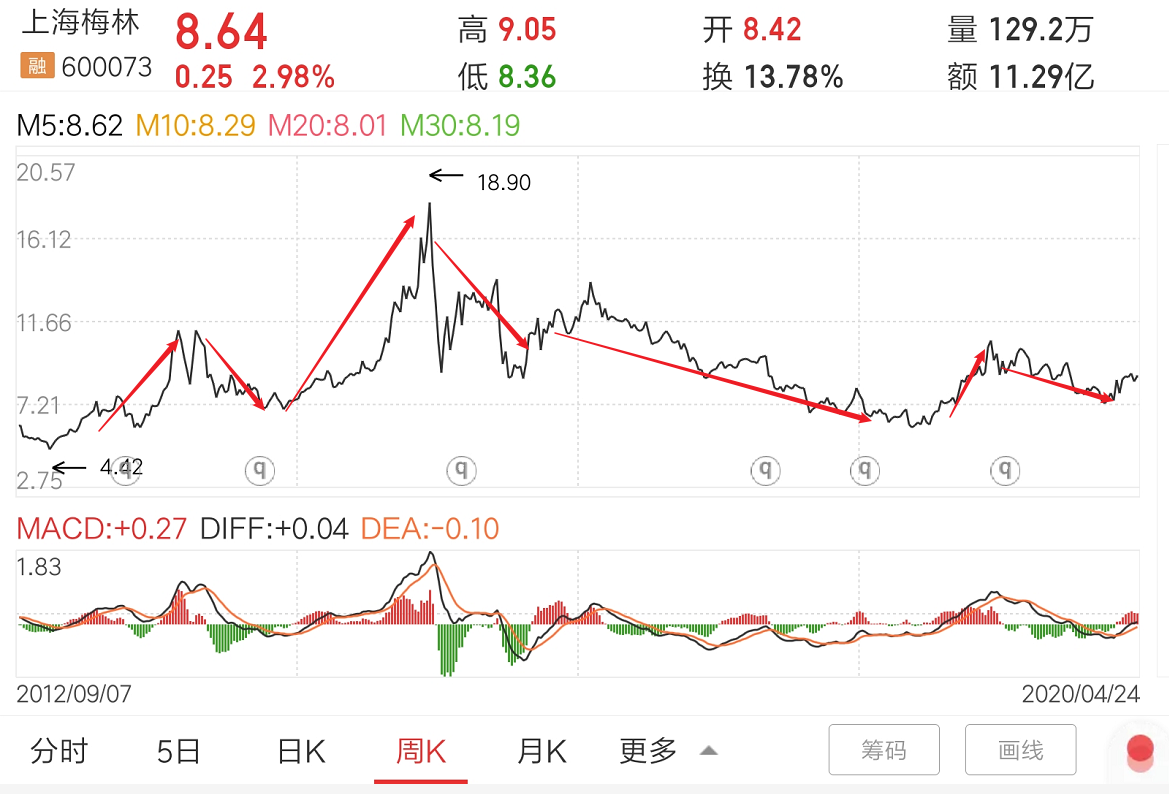 上海梅林 8.64 高 9.05 开 8.42 量 129.2万
融 600073 0.25 2.98% 低 8.36 换 13.78% 额 11.29亿
M5:8.62 M10:8.29 M20:8.01 M30:8.19
20.57
18.90
16.12
11.66
7.21
4.42
2.75
q q q q q q
MACD:+0.27 DIFF:+0.04 DEA:-0.10
1.83
2012/09/07 2020/04/24
分时 5日 日K 周K 月K 更多 筹码 画线